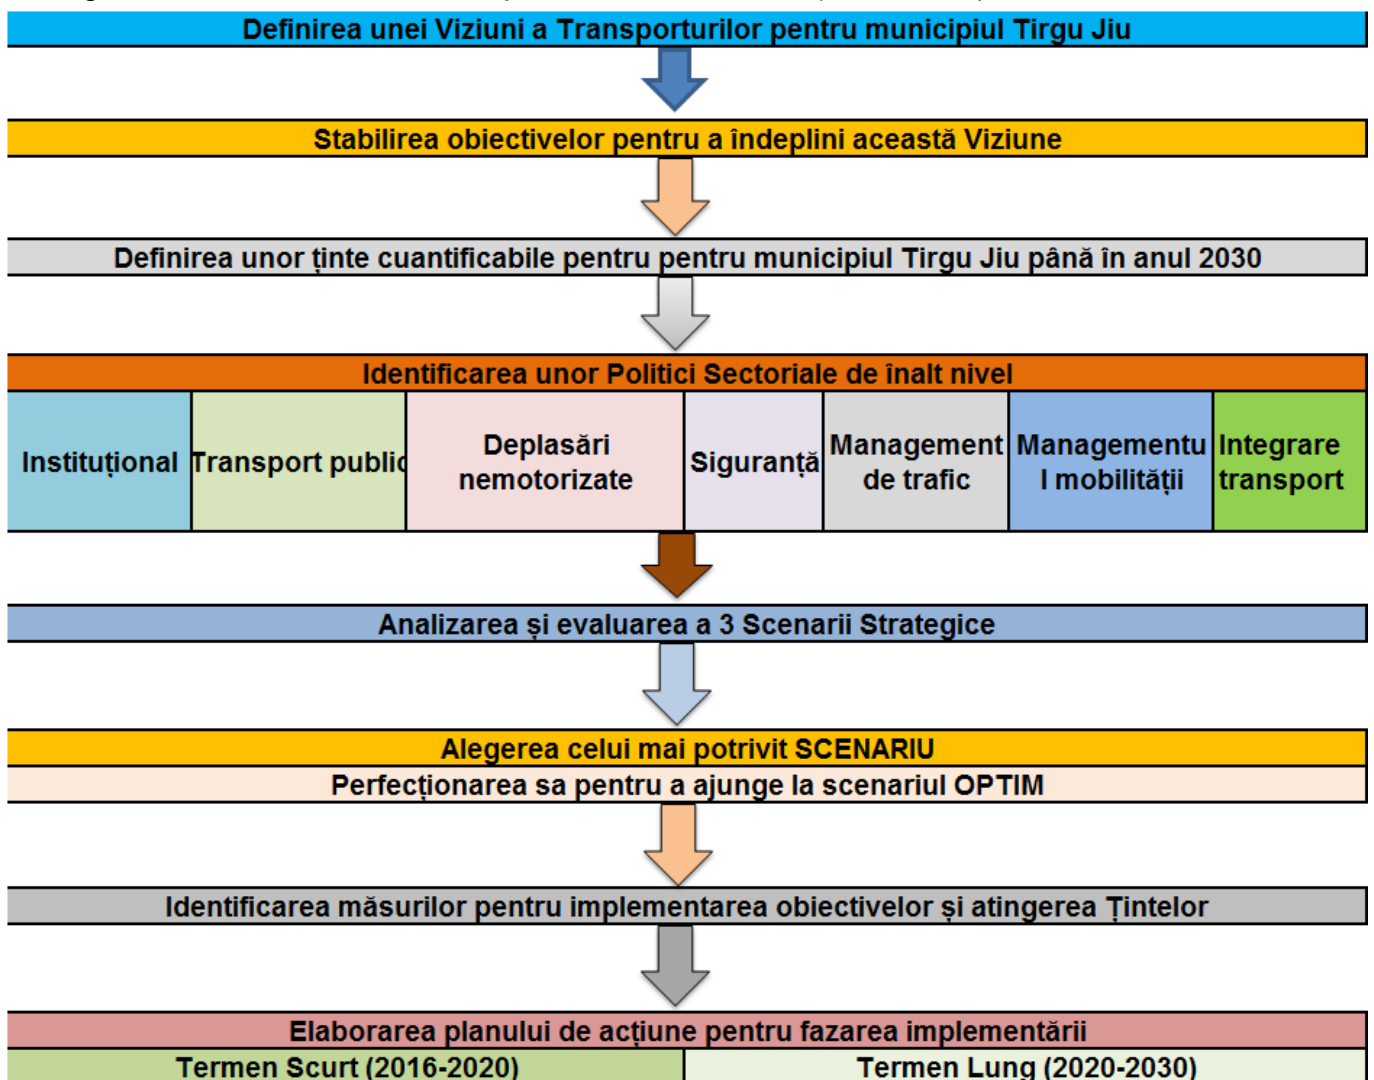 Definirea unei Viziuni a Transporturilor pentru municipiul Tirgu Jiu
Stabilirea obiectivelor pentru a îndeplini această Viziune
Definirea unor ținte cuantificabile pentru pentru municipiul Tirgu Jiu până în anul 2030
Identificarea unor Politici Sectoriale de înalt nivel
Instituțional
Transport public
Deplasări
nemotorizate
Siguranță
Management
de trafic
Managementu
l mobilității
Integrare
transport
Analizarea și evaluarea a 3 Scenarii Strategice
Alegerea celui mai potrivit SCENARIU
Perfecționarea sa pentru a ajunge la scenariul OPTIM
Identificarea măsurilor pentru implementarea obiectivelor și atingerea Țintelor
Elaborarea planului de acțiune pentru fazarea implementării
Termen Scurt (2016-2020)
Termen Lung (2020-2030)